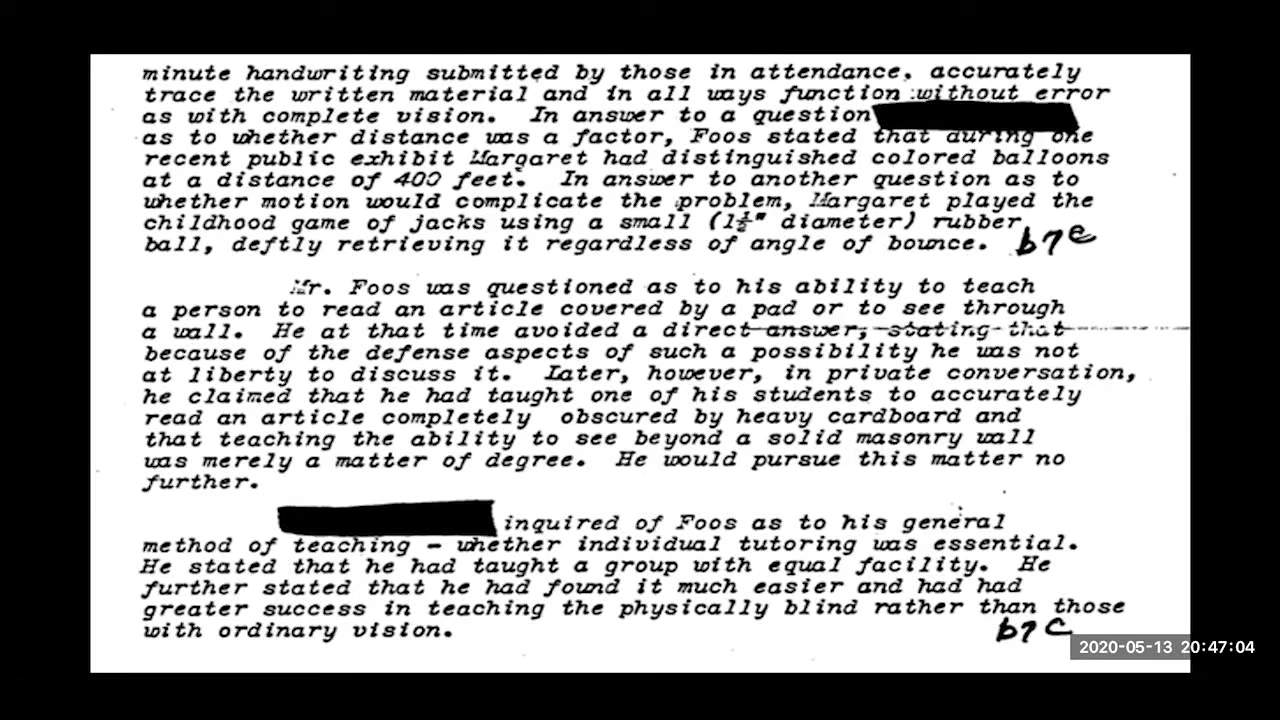 minute handwriting submitted by those in attendance, accurately
trace the written material and in all ways function without error
as with complete vision. In answer to a question
as to whether distance was a factor, Foos stated that during one
recent public exhibit Margaret had distinguished colored balloons
at a distance of 400 feet. In answer to another question as to
whether motion would complicate the problem, Margaret played the
childhood game of jacks using a small (1½" diameter) rubber
ball, deftly retrieving it regardless of angle of bounce. b7c
Mr. Foos was questioned as to his ability to teach
a person to read an article covered by a pad or to see through
a wall. He at that time avoided a direct answer, stating that
because of the defense aspects of such a possibility he was not
at liberty to discuss it. Later, however, in private conversation,
he claimed that he had taught one of his students to accurately
read an article completely obscured by heavy cardboard and
that teaching the ability to see beyond a solid masonry wall
was merely a matter of degree. He would pursue this matter no
further.
inquired of Foos as to his general
method of teaching - whether individual tutoring was essential.
He stated that he had taught a group with equal facility. He
further stated that he had found it much easier and had had
greater success in teaching the physically blind rather than those
with ordinary vision. b7C
2020-05-13 20:47:04